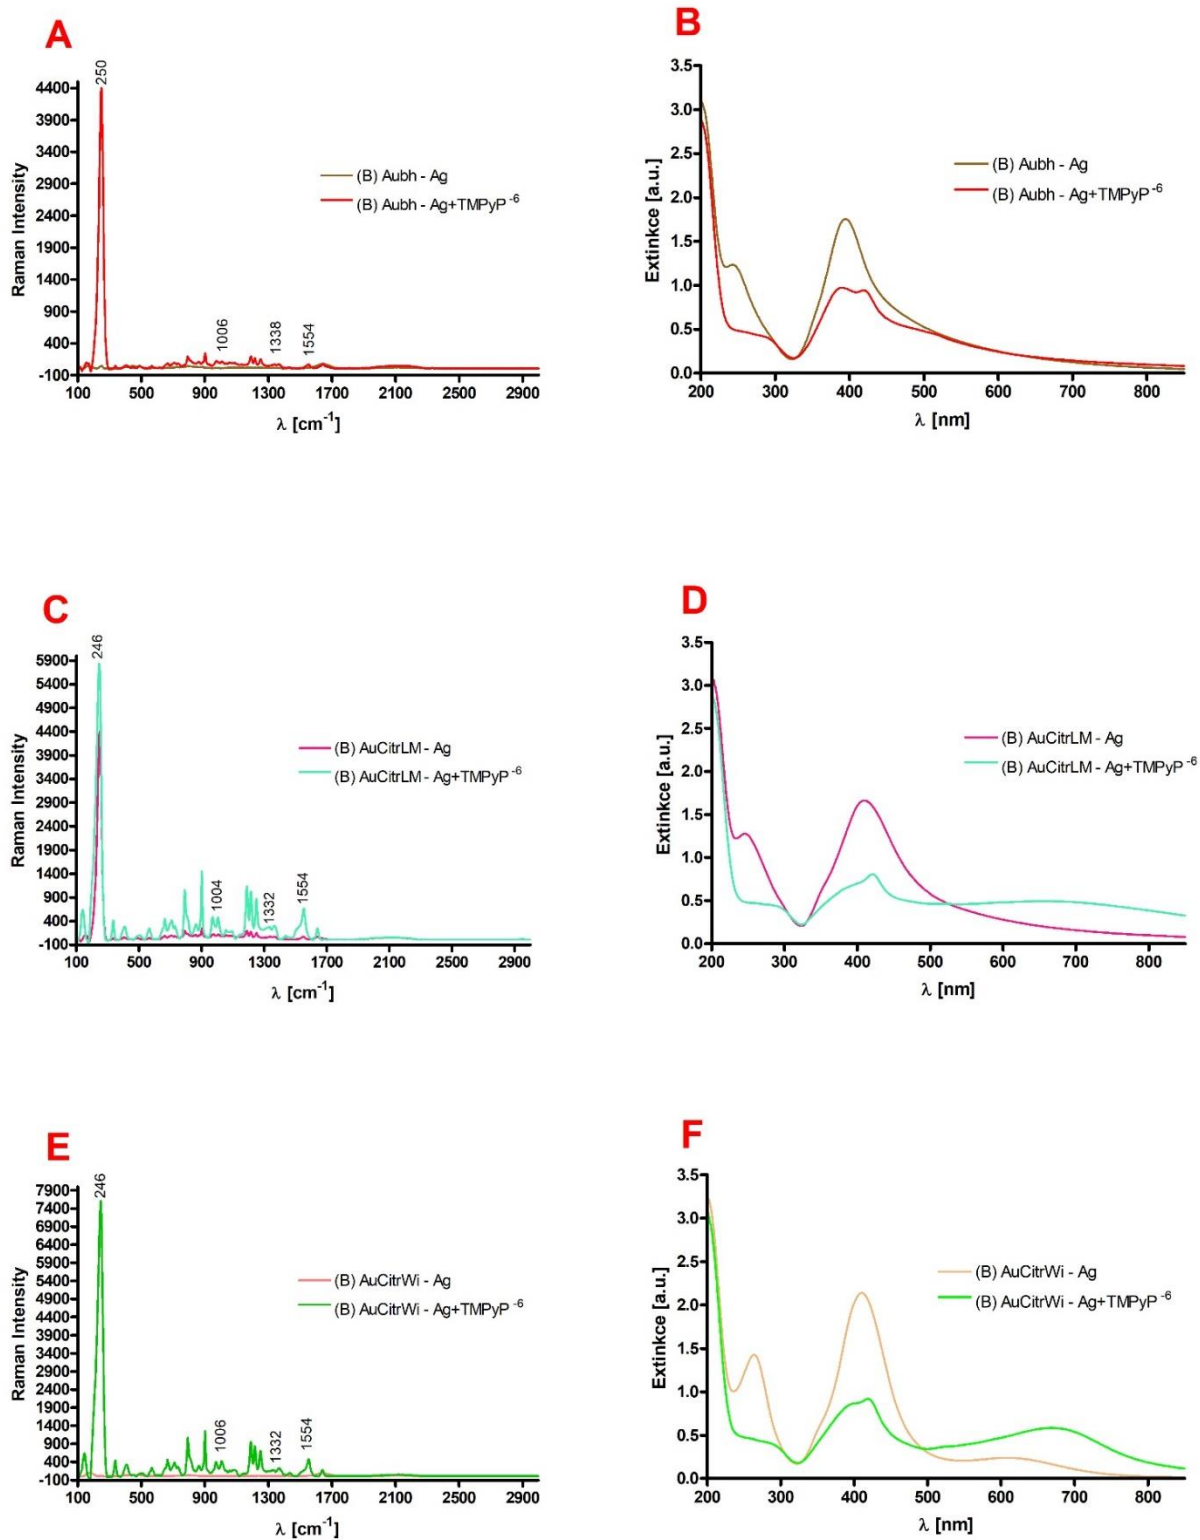 A
250
4400
3900
3400
2900
2400
1900
1400
900
400
-100
Raman Intensity
(B) Aubh - Ag
(B) Aubh - Ag+TMPyP -6
1006
1338
1554
100 500 900 1300 1700 2100 2500 2900
λ [cm-1]
B
3.5
3.0
2.5
2.0
1.5
1.0
0.5
0.0
Extinkce [a.u.]
(B) Aubh - Ag
(B) Aubh - Ag+TMPyP -6
200 300 400 500 600 700 800
λ [nm]
C
246
5900
5400
4900
4400
3900
3400
2900
2400
1900
1400
900
400
-100
Raman Intensity
(B) AuCitrLM - Ag
(B) AuCitrLM - Ag+TMPyP -6
1004
1332
1554
100 500 900 1300 1700 2100 2500 2900
λ [cm-1]
D
3.5
3.0
2.5
2.0
1.5
1.0
0.5
0.0
Extinkce [a.u.]
(B) AuCitrLM - Ag
(B) AuCitrLM - Ag+TMPyP -6
200 300 400 500 600 700 800
λ [nm]
E
246
7900
7400
6900
6400
5900
5400
4900
4400
3900
3400
2900
2400
1900
1400
900
400
-100
Raman Intensity
(B) AuCitrWi - Ag
(B) AuCitrWi - Ag+TMPyP -6
1006
1332
1554
100 500 900 1300 1700 2100 2500 2900
λ [cm-1]
F
3.5
3.0
2.5
2.0
1.5
1.0
0.5
0.0
Extinkce [a.u.]
(B) AuCitrWi - Ag
(B) AuCitrWi - Ag+TMPyP -6
200 300 400 500 600 700 800
λ [nm]